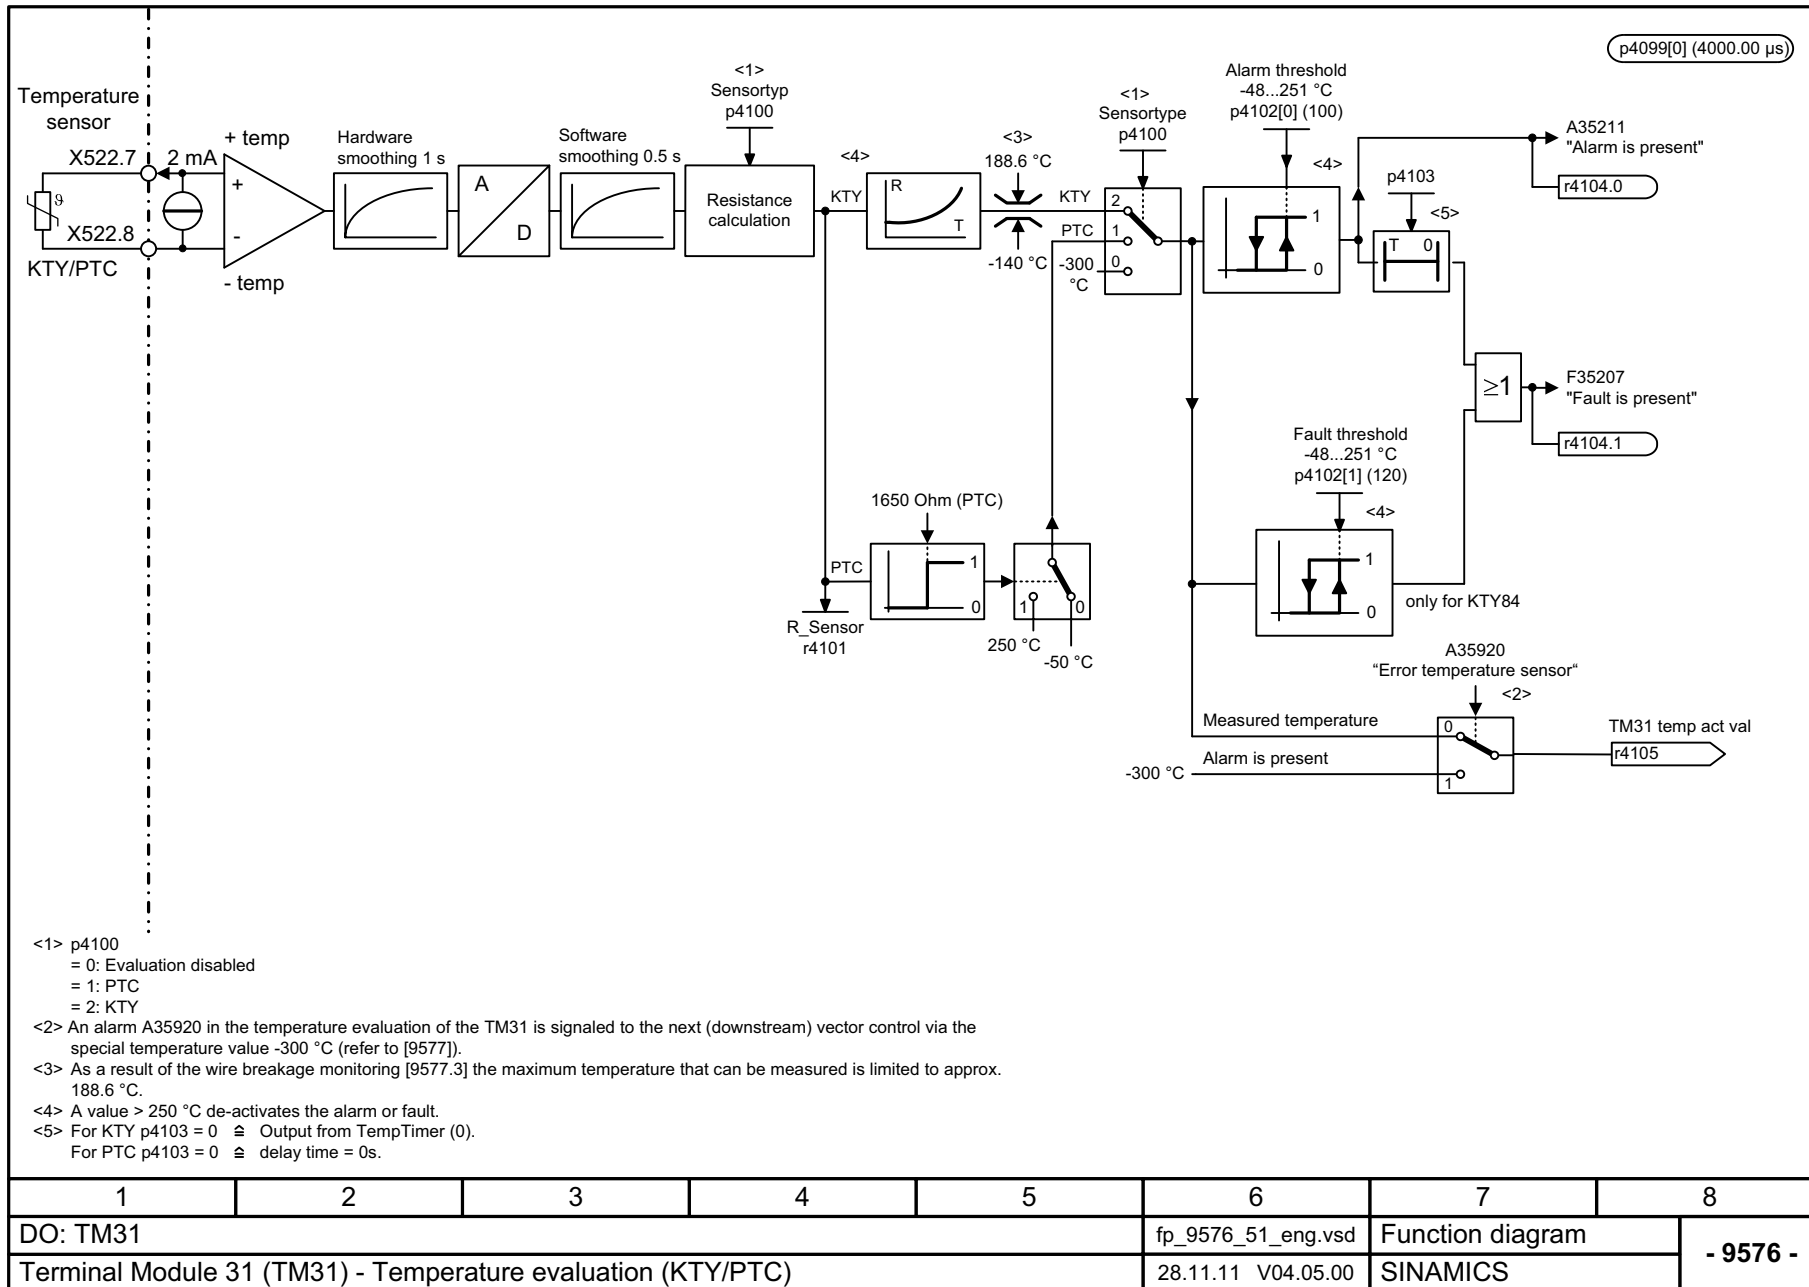 p4099[0] (4000.00 µs)
Temperature
sensor
X522.7
2 mA
ϑ
X522.8
KTY/PTC
+ temp
+
-
- temp
Hardware
smoothing 1 s
A
D
Software
smoothing 0.5 s
<1>
Sensortyp
p4100
Resistance
calculation
<4>
KTY
R
T
<3>
188.6 °C
-140 °C
KTY
PTC
-300
°C
<1>
Sensortype
p4100
2
1
0
Alarm threshold
-48...251 °C
p4102[0] (100)
<4>
1
0
A35211
"Alarm is present"
r4104.0
p4103
<5>
T 0
≥1
F35207
"Fault is present"
r4104.1
Fault threshold
-48...251 °C
p4102[1] (120)
<4>
1
0
only for KTY84
1650 Ohm (PTC)
PTC
1
0
R_Sensor
r4101
1
0
250 °C
-50 °C
A35920
“Error temperature sensor“
<2>
Measured temperature
0
Alarm is present
-300 °C
1
TM31 temp act val
r4105
<1> p4100
= 0: Evaluation disabled
= 1: PTC
= 2: KTY
<2> An alarm A35920 in the temperature evaluation of the TM31 is signaled to the next (downstream) vector control via the
special temperature value -300 °C (refer to [9577]).
<3> As a result of the wire breakage monitoring [9577.3] the maximum temperature that can be measured is limited to approx.
188.6 °C.
<4> A value > 250 °C de-activates the alarm or fault.
<5> For KTY p4103 = 0 ≙ Output from TempTimer (0).
For PTC p4103 = 0 ≙ delay time = 0s.
1 2 3 4 5 6 7 8
DO: TM31
fp_9576_51_eng.vsd
Function diagram
- 9576 -
Terminal Module 31 (TM31) - Temperature evaluation (KTY/PTC)
28.11.11 V04.05.00
SINAMICS